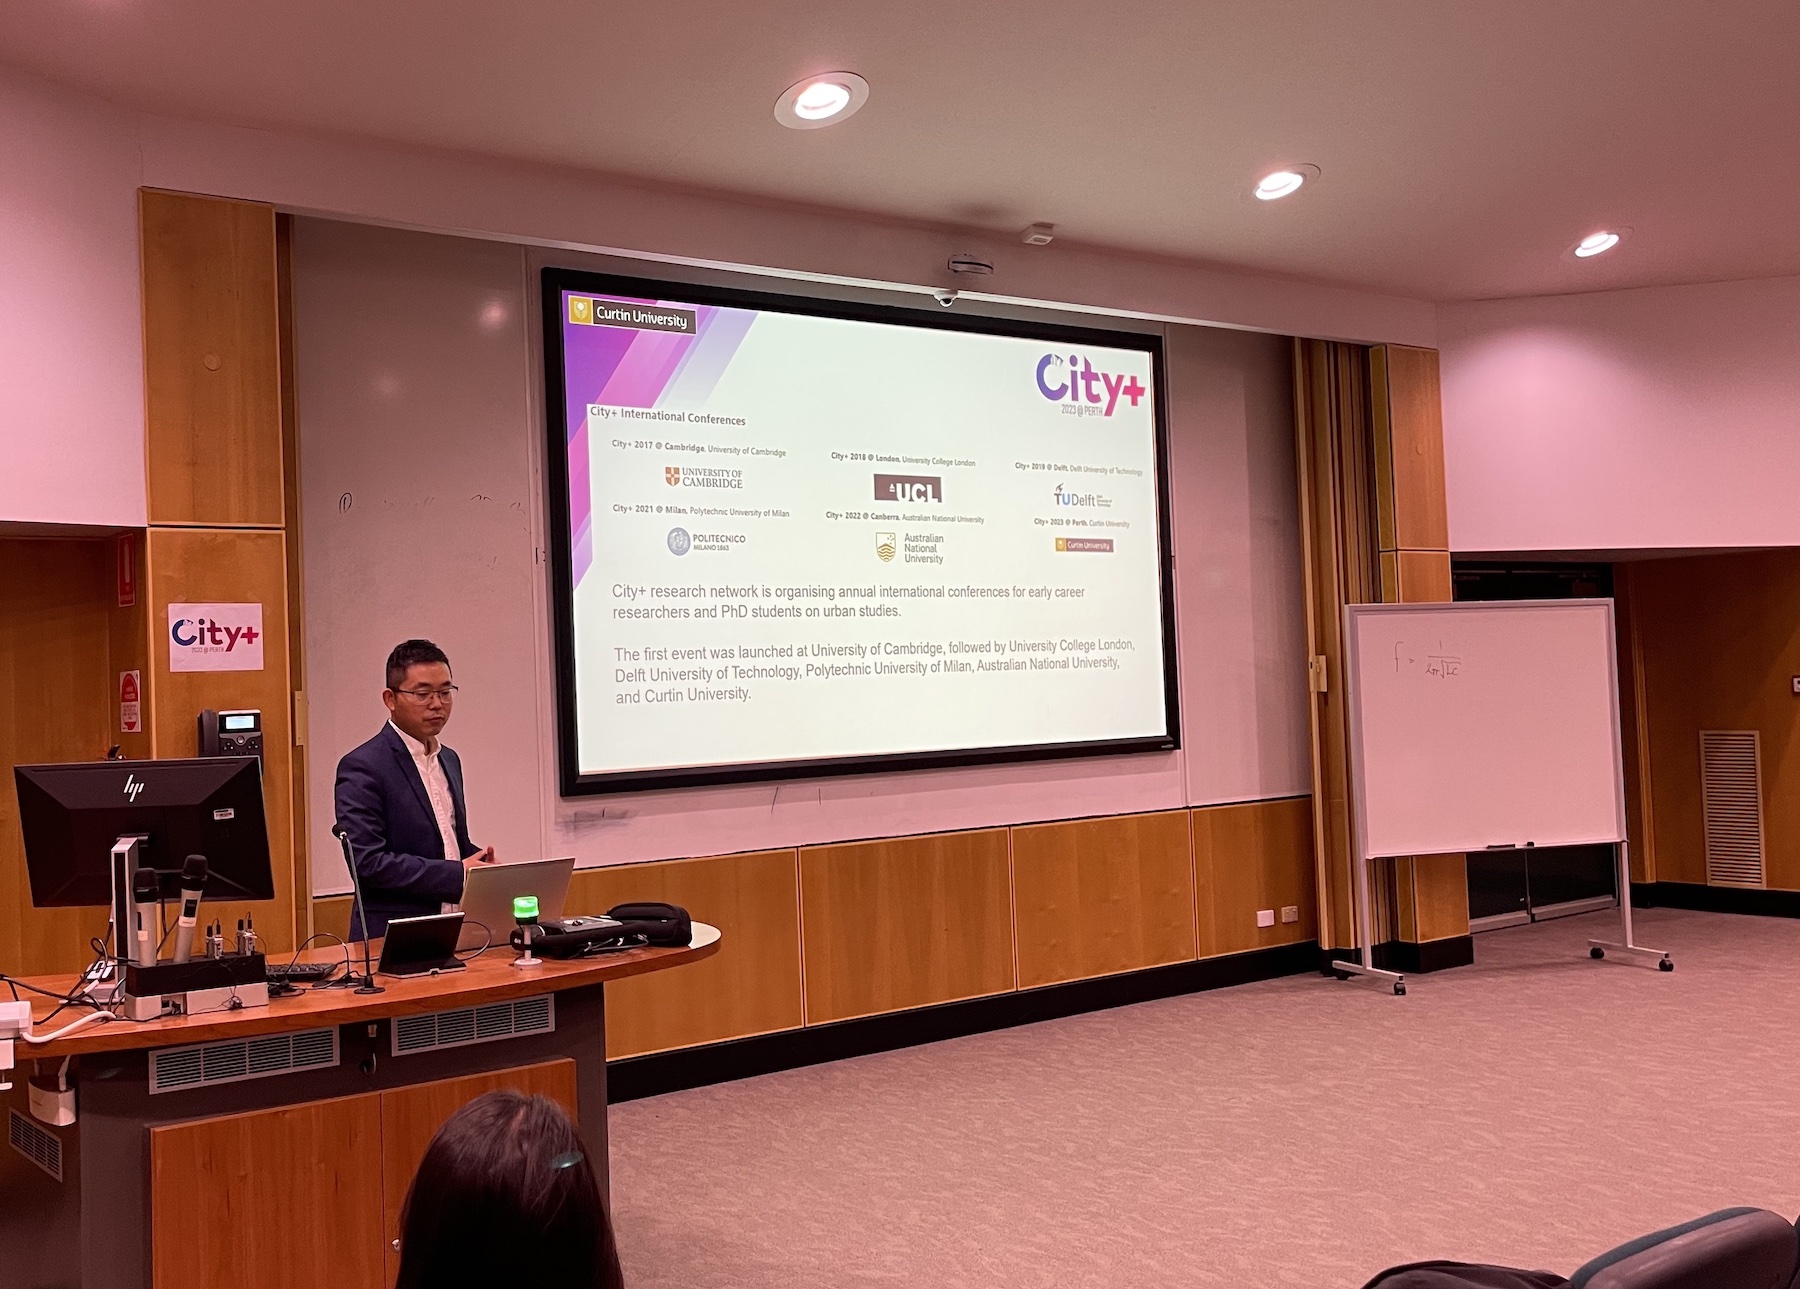 Curtin University
City+
2023 @ PERTH
City+ International Conferences
City+ 2017 @ Cambridge, University of Cambridge
City+ 2018 @ London, University College London
City+ 2019 @ Delft, Delft University of Technology
UNIVERSITY OF
CAMBRIDGE
UCL
TUDelft
City+ 2021 @ Milan, Polytechnic University of Milan
City+ 2022 @ Canberra, Australian National University
City+ 2023 @ Perth, Curtin University
POLITECNICO
MILANO 1863
Australian
National
University
Curtin University
City+ research network is organising annual international conferences for early career
researchers and PhD students on urban studies.
The first event was launched at University of Cambridge, followed by University College London,
Delft University of Technology, Polytechnic University of Milan, Australian National University,
and Curtin University.
City+
2023 @ PERTH
hp
f = 1/2π√LC